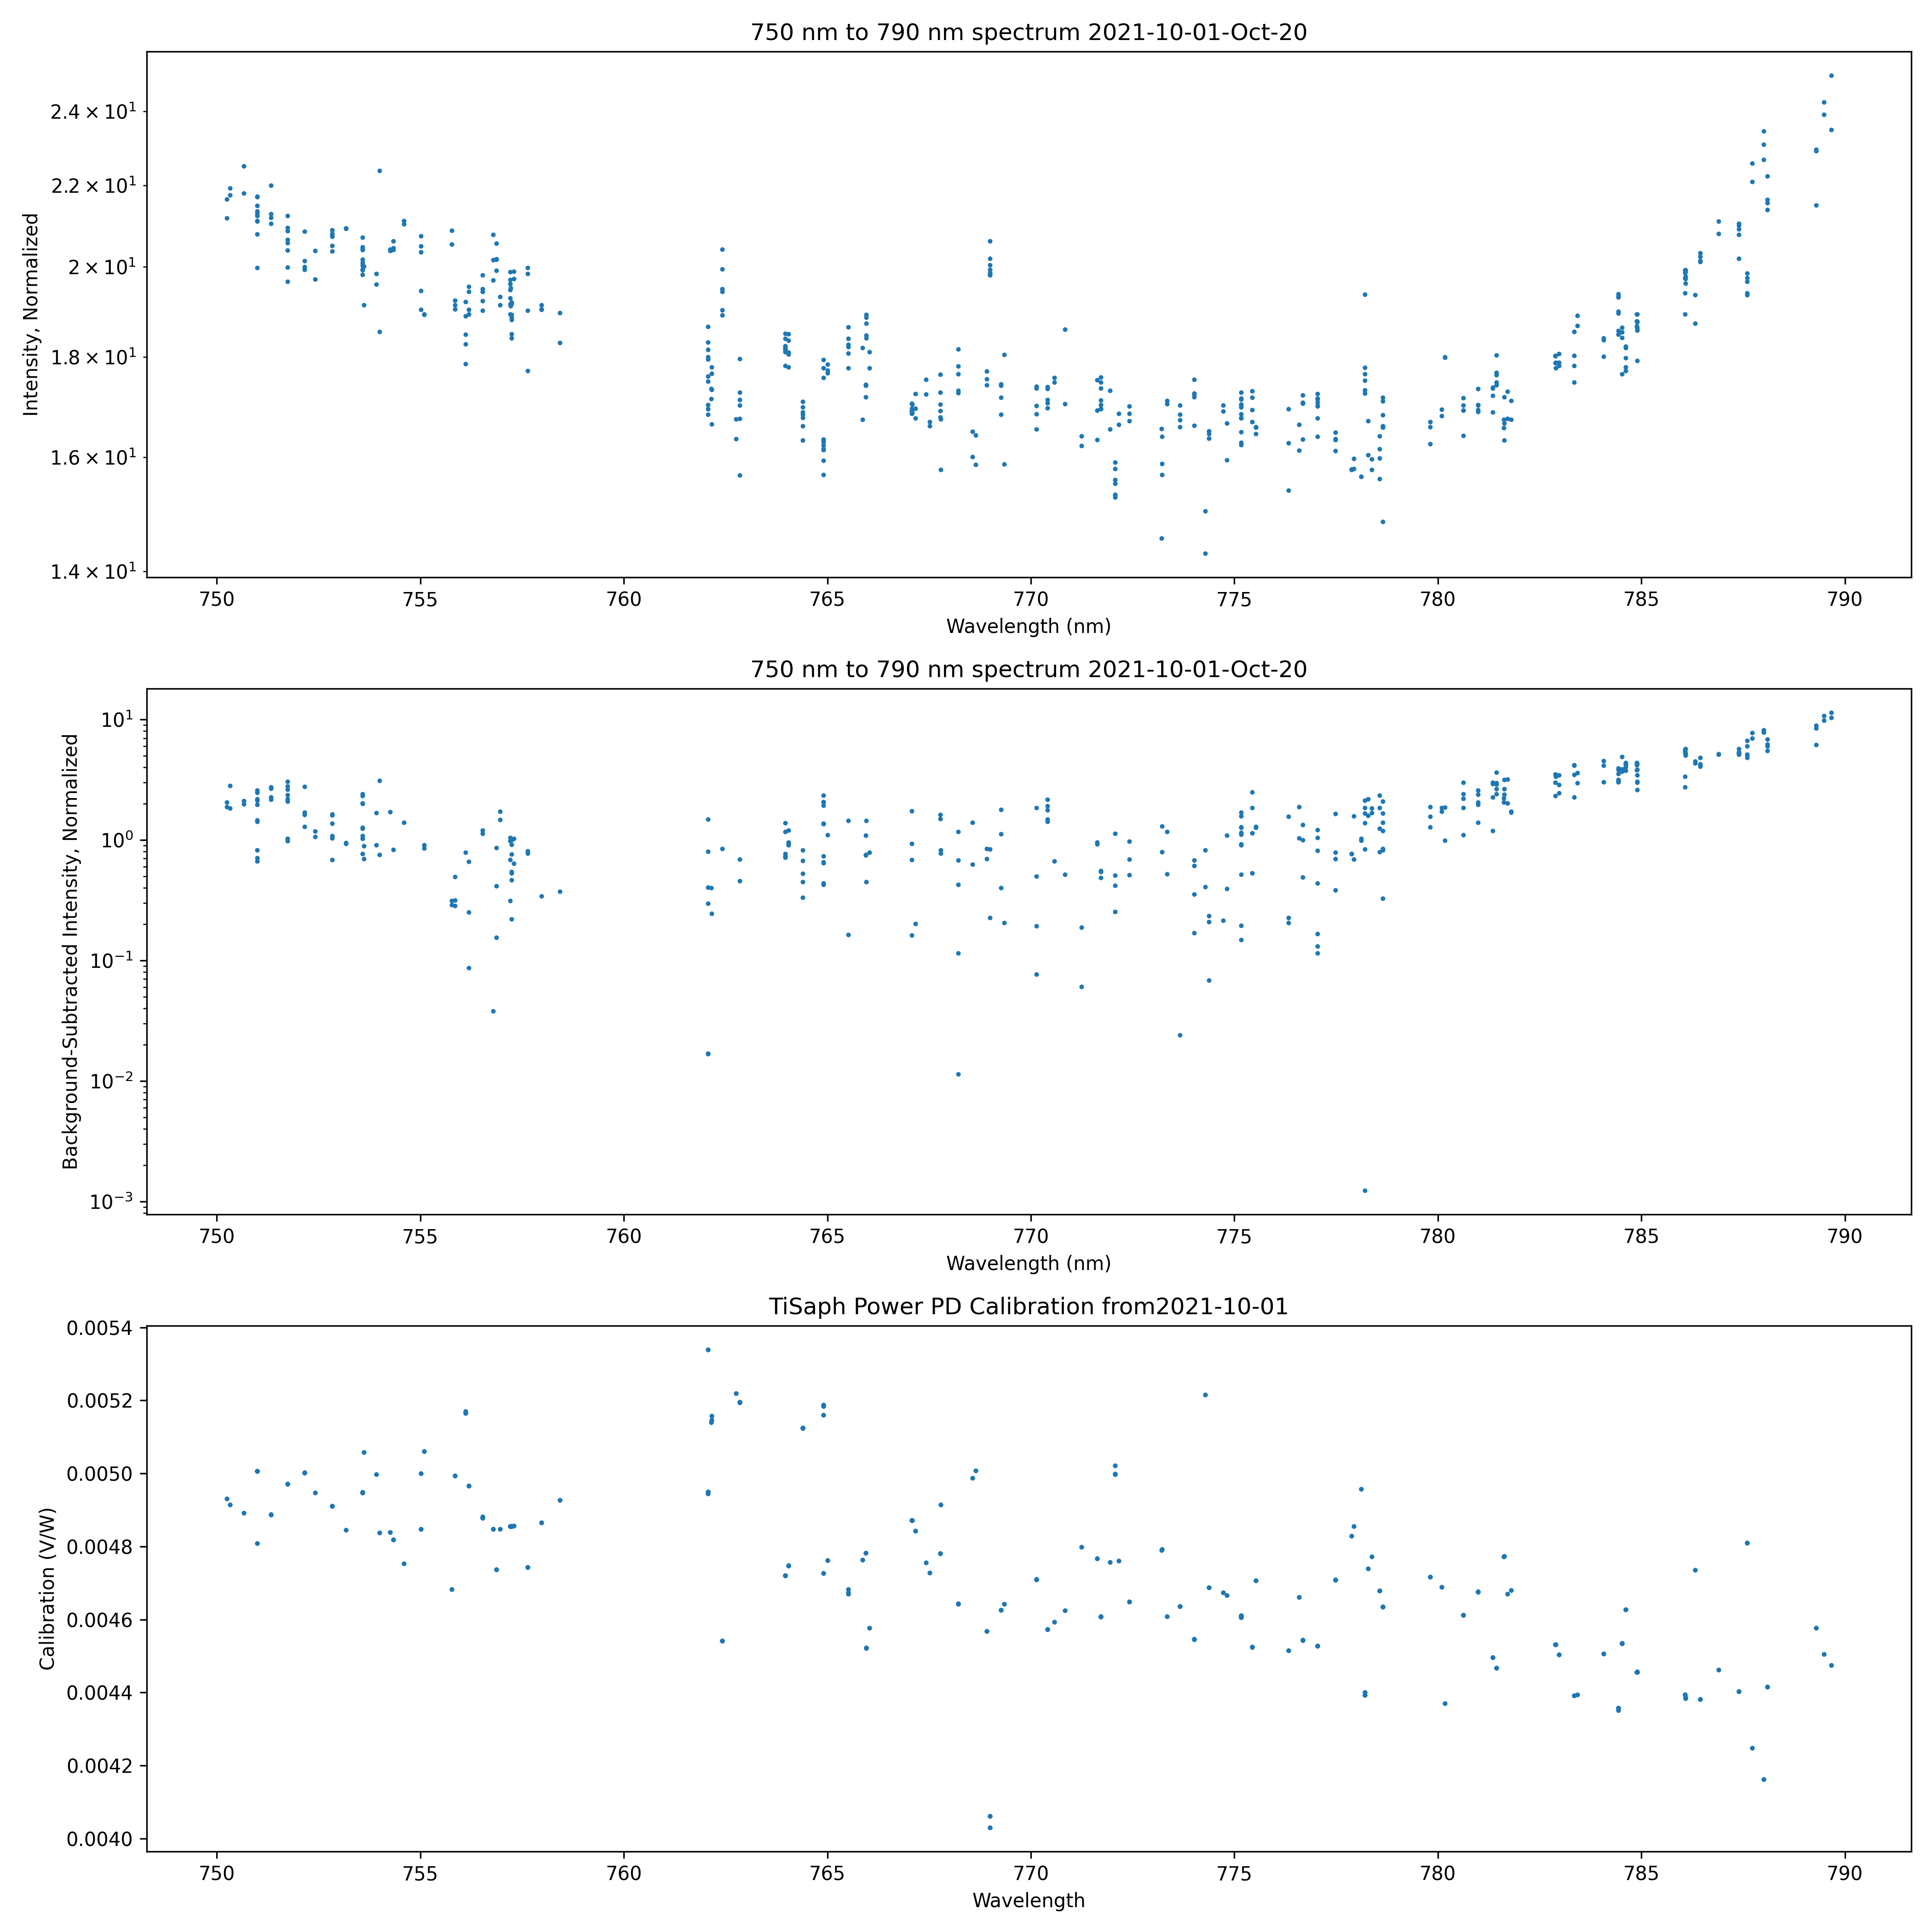 750 nm to 790 nm spectrum 2021-10-01-Oct-20
Intensity, Normalized
2.4 × 10¹
2.2 × 10¹
2 × 10¹
1.8 × 10¹
1.6 × 10¹
1.4 × 10¹
750 755 760 765 770 775 780 785 790
Wavelength (nm)
750 nm to 790 nm spectrum 2021-10-01-Oct-20
Background-Subtracted Intensity, Normalized
10¹
10⁰
10⁻¹
10⁻²
10⁻³
750 755 760 765 770 775 780 785 790
Wavelength (nm)
TiSaph Power PD Calibration from2021-10-01
Calibration (V/W)
0.0054
0.0052
0.0050
0.0048
0.0046
0.0044
0.0042
0.0040
750 755 760 765 770 775 780 785 790
Wavelength